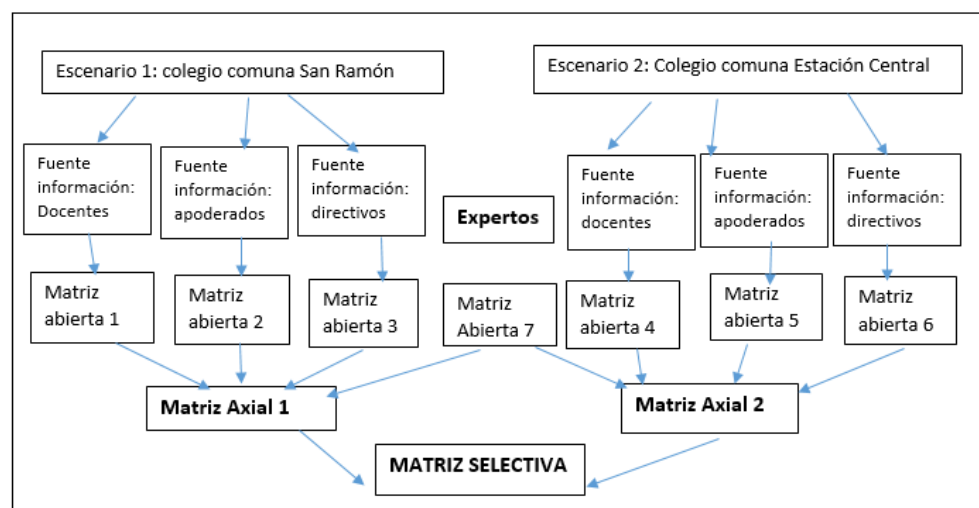 Escenario 1: colegio comuna San Ramón
Escenario 2: Colegio comuna Estación Central
Fuente
información:
Docentes
Fuente
información:
apoderados
Fuente
información:
directivos
Expertos
Fuente
información:
docentes
Fuente
información:
apoderados
Fuente
información:
directivos
Matriz
abierta 1
Matriz
abierta 2
Matriz
abierta 3
Matriz
Abierta 7
Matriz
abierta 4
Matriz
abierta 5
Matriz
abierta 6
Matriz Axial 1
Matriz Axial 2
MATRIZ SELECTIVA